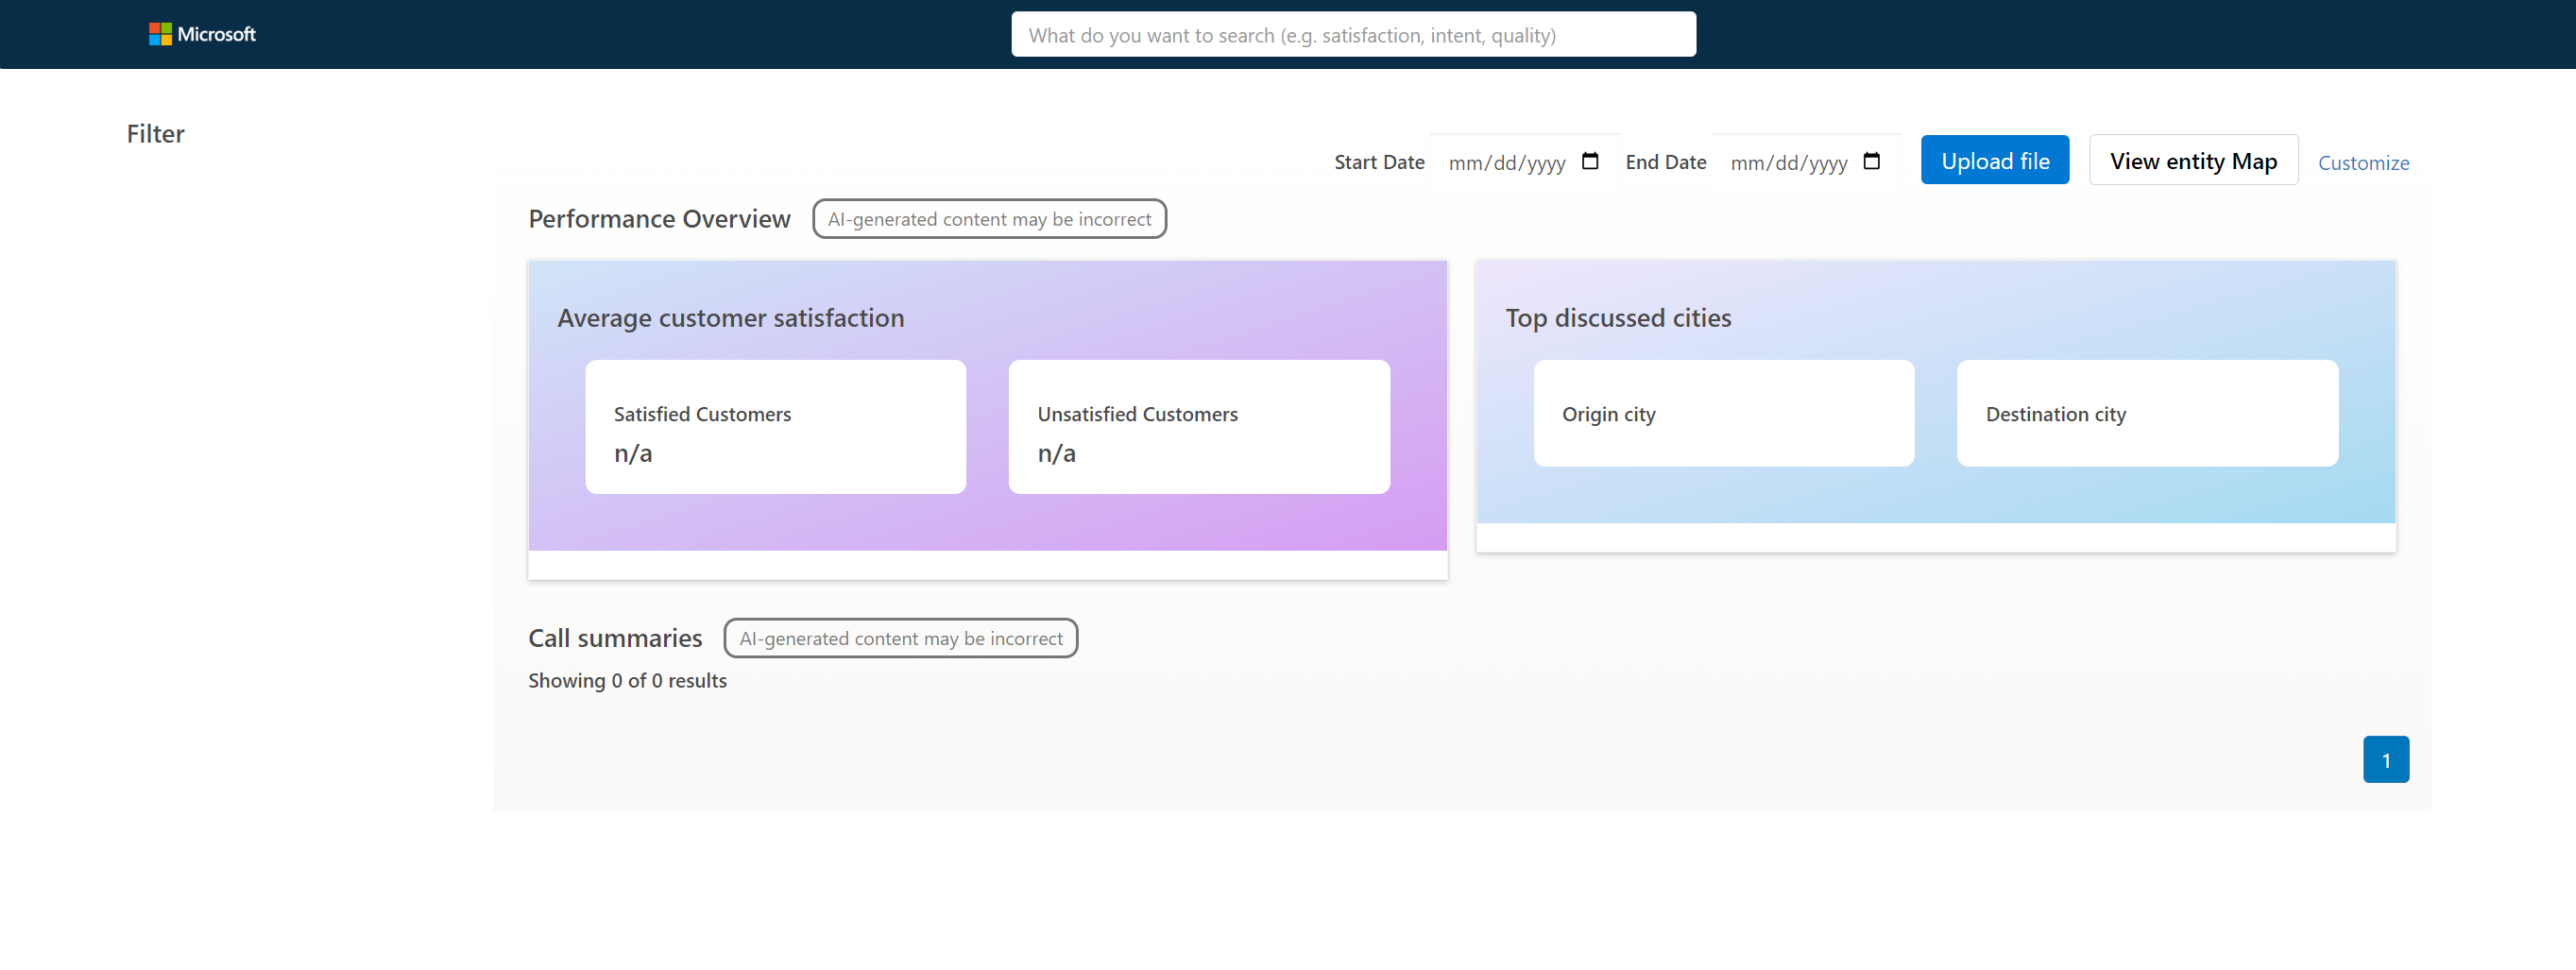 Microsoft
What do you want to search (e.g. satisfaction, intent, quality)
Filter
Start Date mm/dd/yyyy End Date mm/dd/yyyy Upload file View entity Map Customize
Performance Overview AI-generated content may be incorrect
Average customer satisfaction
Satisfied Customers
n/a
Unsatisfied Customers
n/a
Top discussed cities
Origin city
Destination city
Call summaries AI-generated content may be incorrect
Showing 0 of 0 results
1